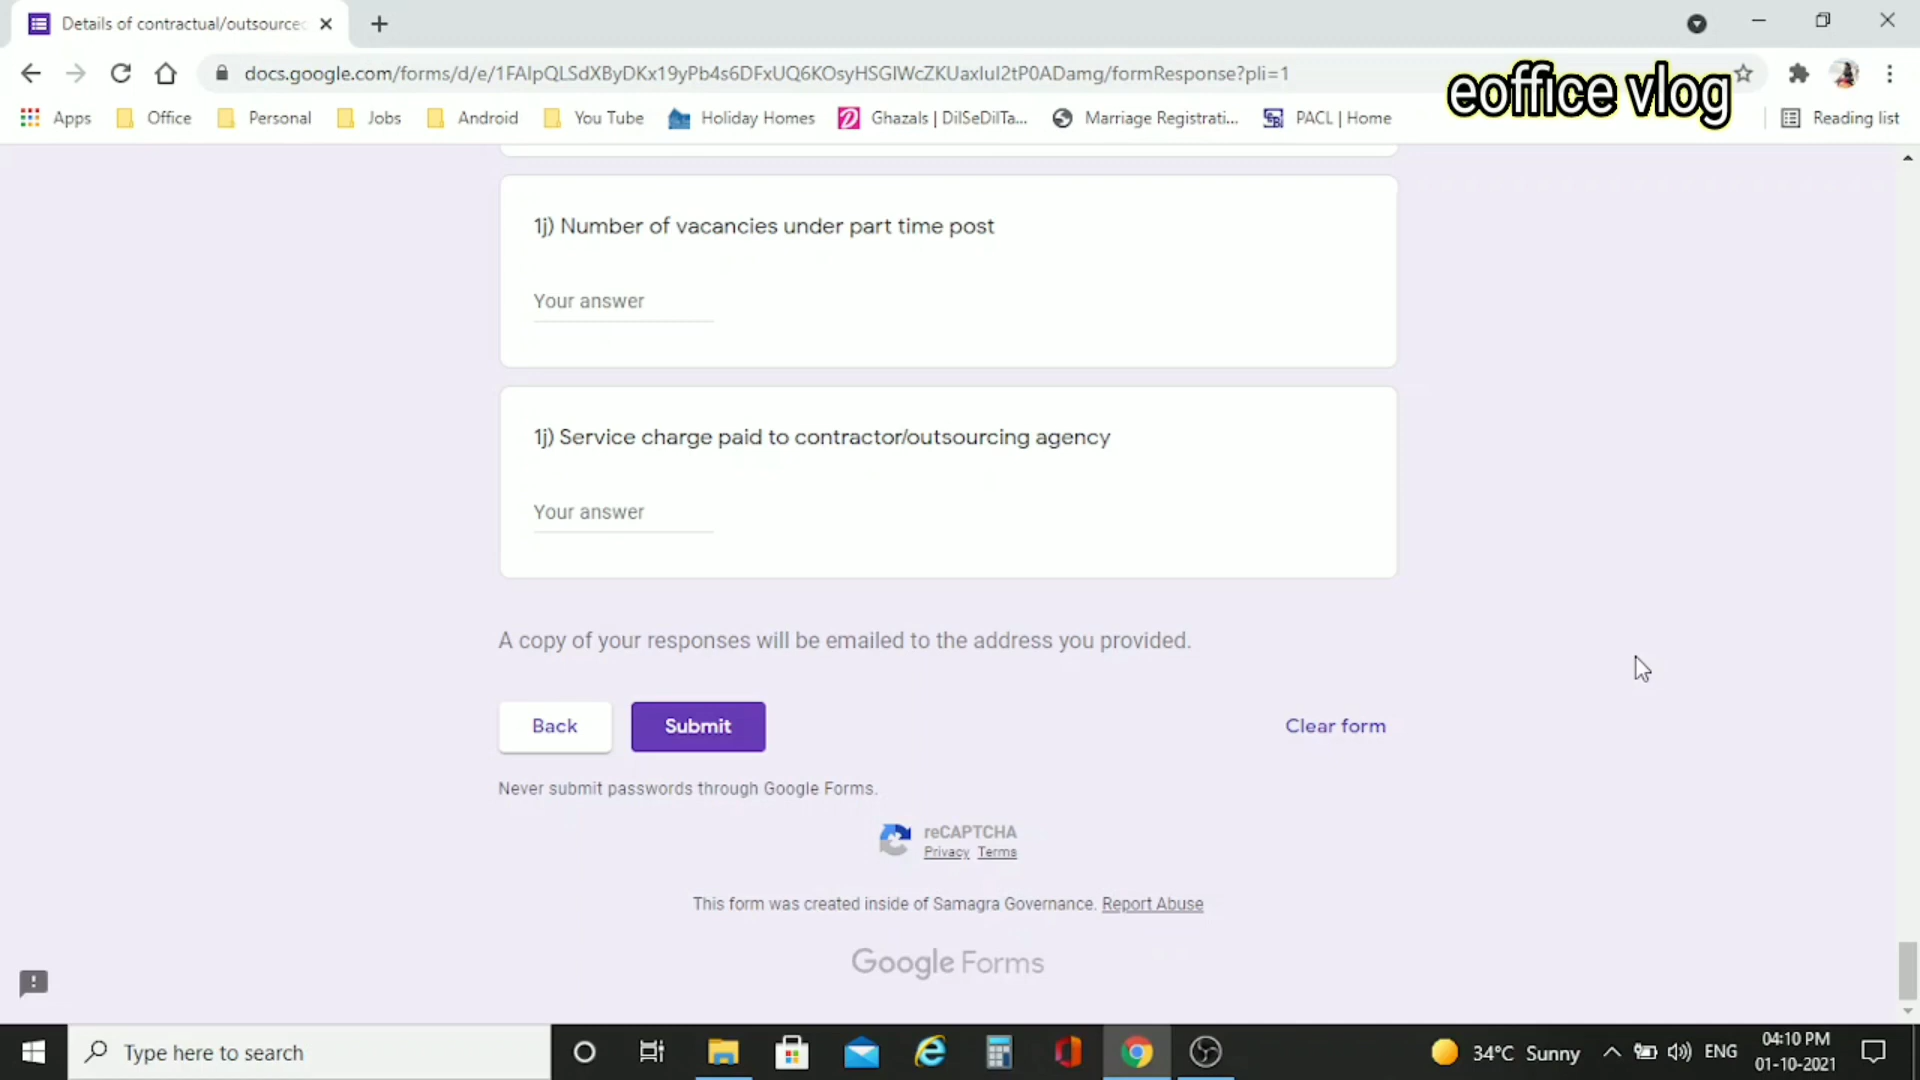 Details of contractual/outsource
docs.google.com/forms/d/e/1FAIpQLSdXByDKx19yPb4s6DFxUQ6KOsyHSGlWcZKUaxIuI2tP0ADamg/formResponse?pli=1
eoffice vlog
Apps Office Personal Jobs Android You Tube Holiday Homes Ghazals | DilSeDilTa... Marriage Registrati... PACL | Home Reading list
1j) Number of vacancies under part time post
Your answer
1j) Service charge paid to contractor/outsourcing agency
Your answer
A copy of your responses will be emailed to the address you provided.
Back Submit Clear form
Never submit passwords through Google Forms.
reCAPTCHA
Privacy Terms
This form was created inside of Samagra Governance. Report Abuse
Google Forms
Type here to search
34°C Sunny ENG
04:10 PM
01-10-2021